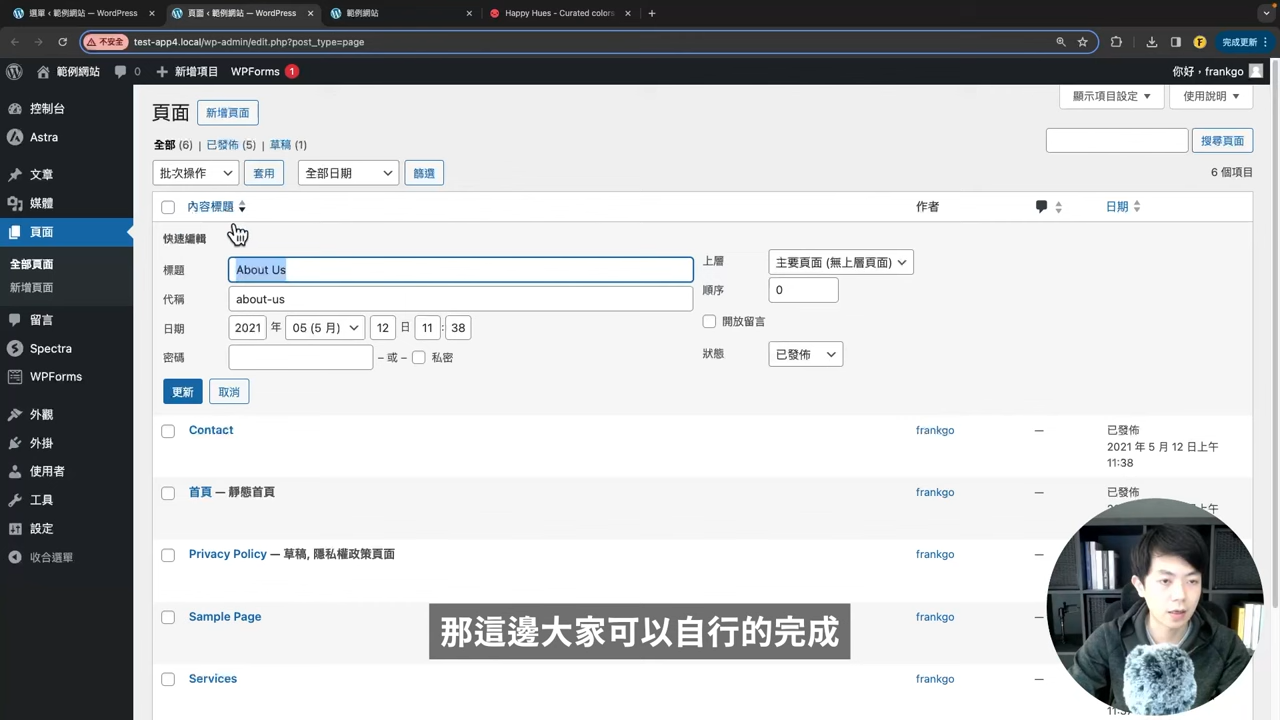 選單 ‹ 範例網站 — WordPress
頁面 ‹ 範例網站 — WordPress
範例網站
Happy Hues - Curated colors
不安全
test-app4.local/wp-admin/edit.php?post_type=page
完成更新
範例網站
0
新增項目
WPForms 1
你好，frankgo
控制台
Astra
文章
媒體
頁面
全部頁面
新增頁面
留言
Spectra
WPForms
外觀
外掛
使用者
工具
設定
收合選單
頁面
新增頁面
顯示項目設定
使用說明
全部 (6) | 已發佈 (5) | 草稿 (1)
搜尋頁面
批次操作
套用
全部日期
篩選
6 個項目
內容標題
作者
日期
快速編輯
標題
About Us
代稱
about-us
日期
2021 年 05 (5 月) 12 日 11 : 38
密碼
– 或 – 私密
上層
主要頁面 (無上層頁面)
順序
0
開放留言
狀態
已發佈
更新
取消
Contact
frankgo
—
已發佈
2021 年 5 月 12 日上午
11:38
首頁 — 靜態首頁
frankgo
—
已發佈
Privacy Policy — 草稿, 隱私權政策頁面
frankgo
—
Sample Page
frankgo
Services
frankgo
—
那這邊大家可以自行的完成